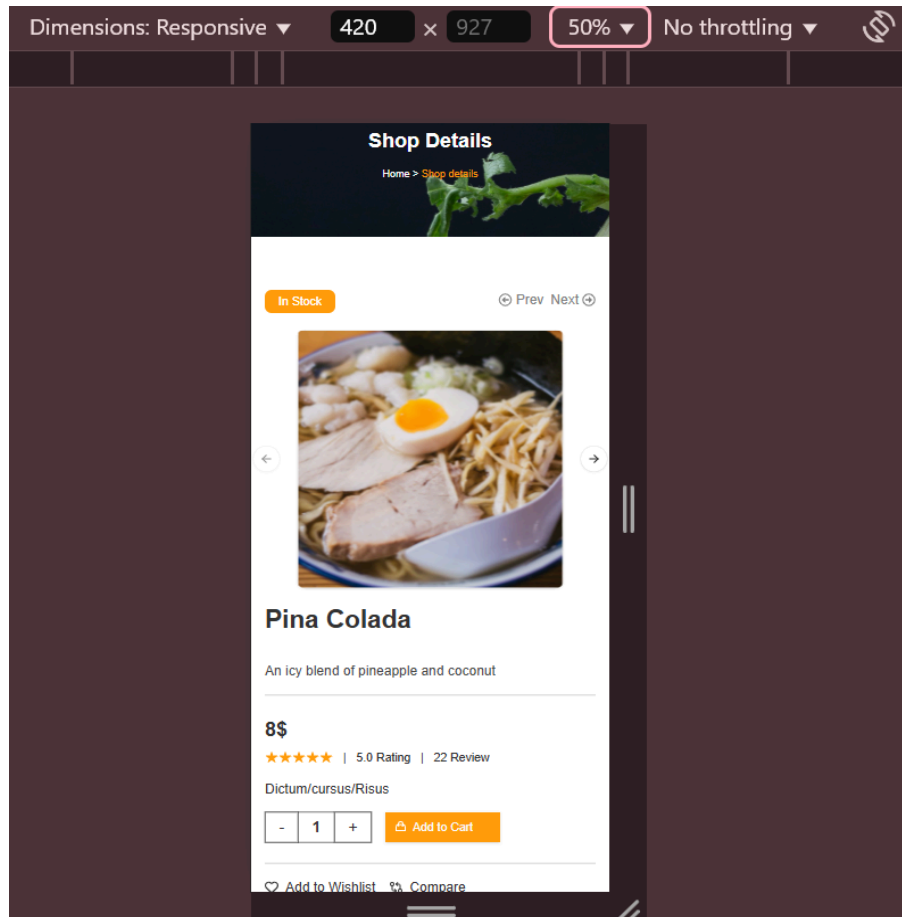 Dimensions: Responsive ▼ 420 × 927 50% ▼ No throttling ▼
Shop Details
Home > Shop details
In Stock Prev Next
Pina Colada
An icy blend of pineapple and coconut
8$
★★★★★ | 5.0 Rating | 22 Review
Dictum/cursus/Risus
- 1 + Add to Cart
Add to Wishlist Compare